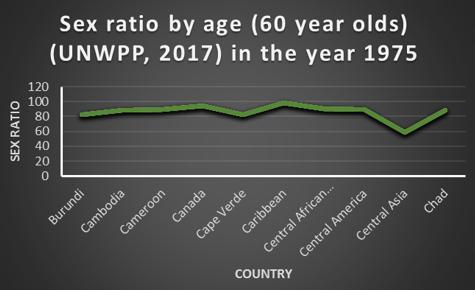 Sex ratio by age (60 year olds)
(UNWPP, 2017) in the year 1975
120
100
80
60
40
20
0
SEX RATIO
Burundi
Cambodia
Cameroon
Canada
Cape Verde
Caribbean
Central African...
Central America
Central Asia
Chad
COUNTRY